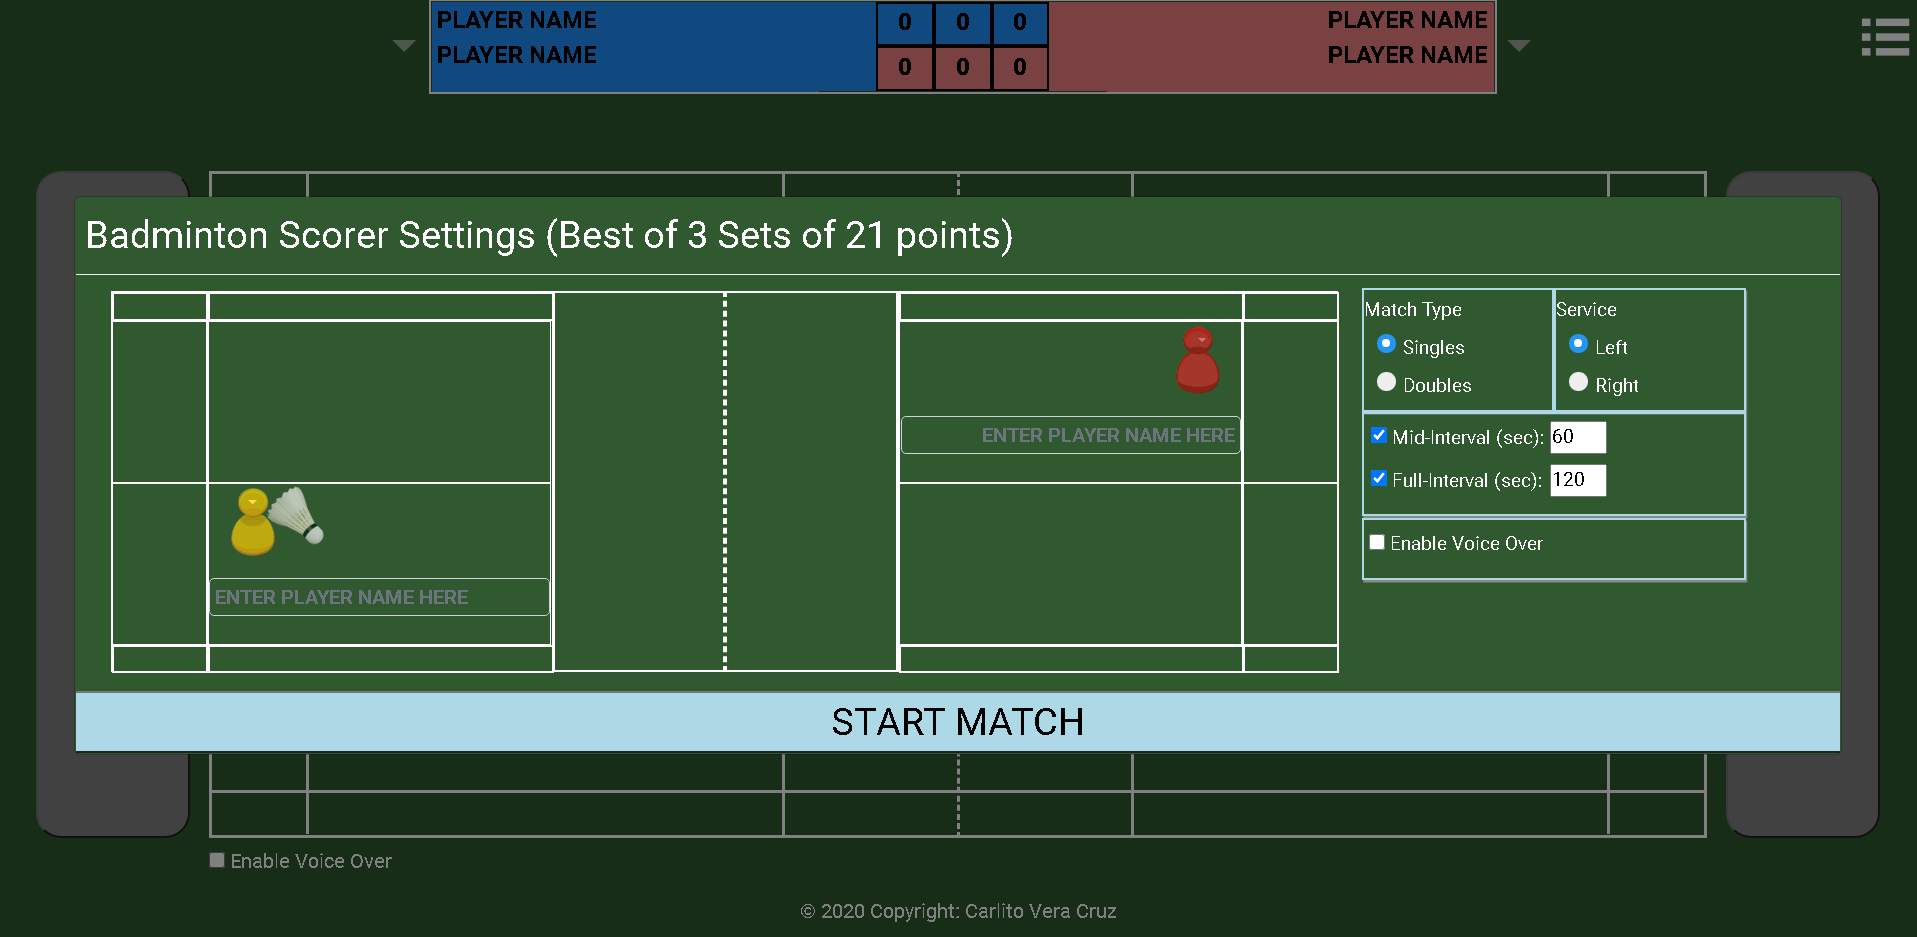 PLAYER NAME 0 0 0 PLAYER NAME
PLAYER NAME 0 0 0 PLAYER NAME
Badminton Scorer Settings (Best of 3 Sets of 21 points)
Match Type
Singles
Doubles
Service
Left
Right
ENTER PLAYER NAME HERE
Mid-Interval (sec): 60
Full-Interval (sec): 120
Enable Voice Over
ENTER PLAYER NAME HERE
START MATCH
Enable Voice Over
© 2020 Copyright: Carlito Vera Cruz